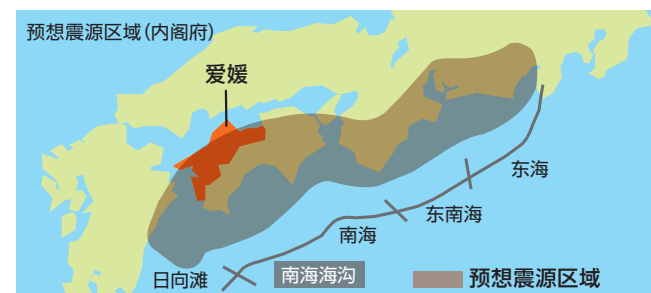 预想震源区域（内阁府）
爱媛
东海
东南海
南海
日向滩
南海海沟
预想震源区域